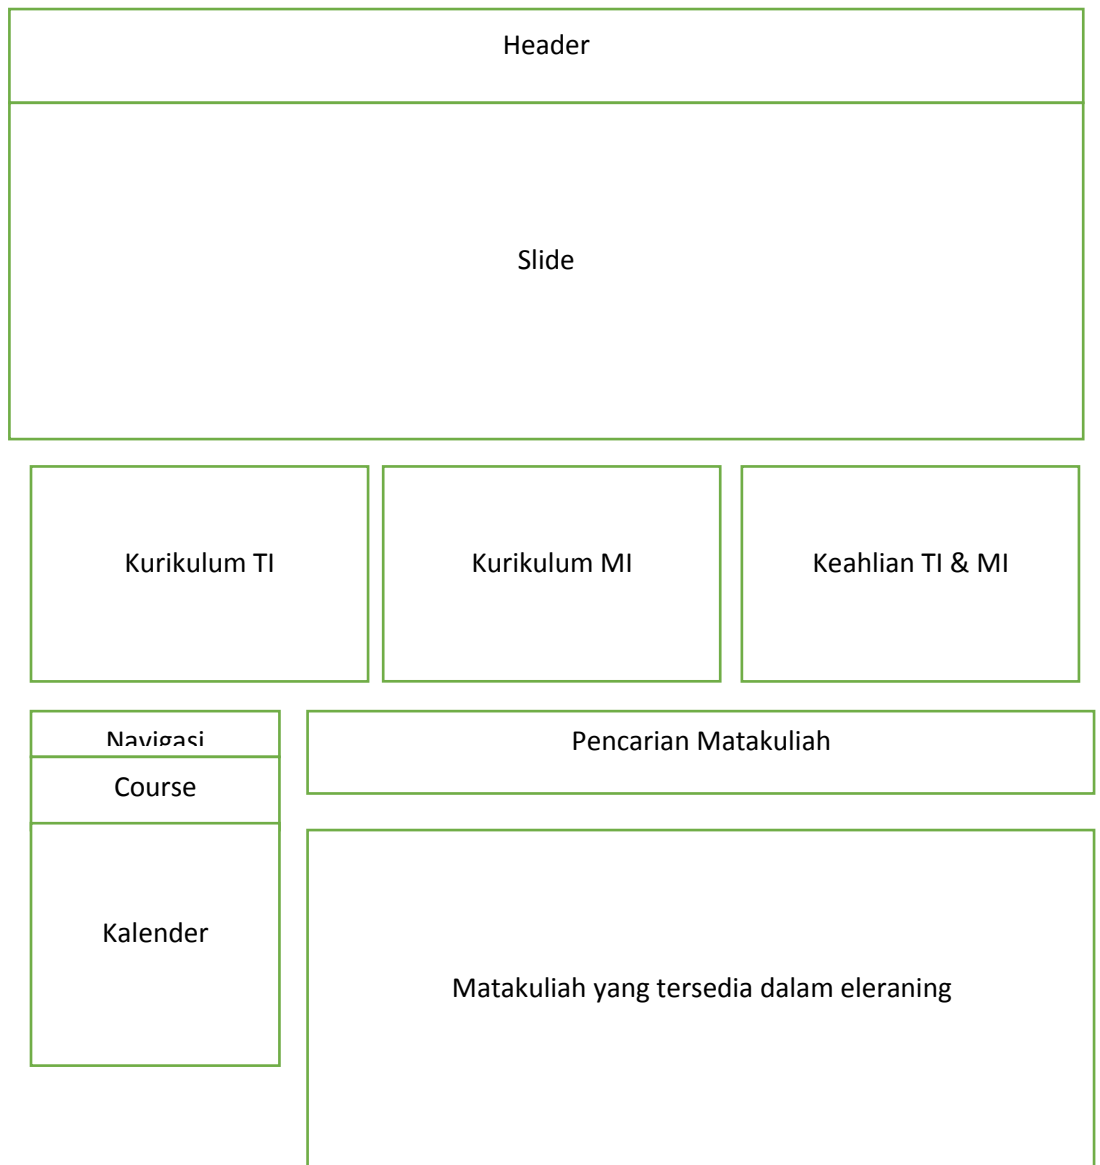 Header
Slide
Kurikulum TI
Kurikulum MI
Keahlian TI & MI
Navigasi
Course
Kalender
Pencarian Matakuliah
Matakuliah yang tersedia dalam eleraning